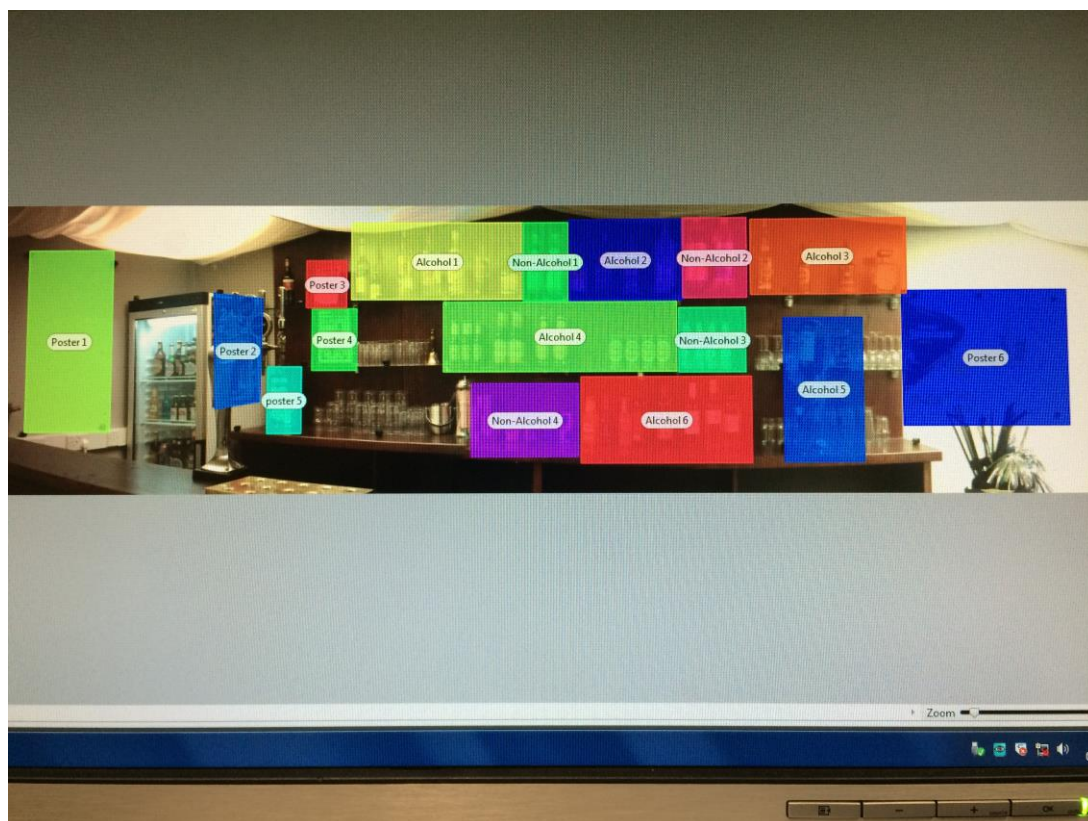 Alcohol 1
Non-Alcohol 1
Alcohol 2
Non-Alcohol 2
Alcohol 3
Poster 3
Poster 1
Poster 2
Poster 4
Alcohol 4
Non-Alcohol 3
Poster 6
Alcohol 5
poster 5
Non-Alcohol 4
Alcohol 6
Zoom
OK